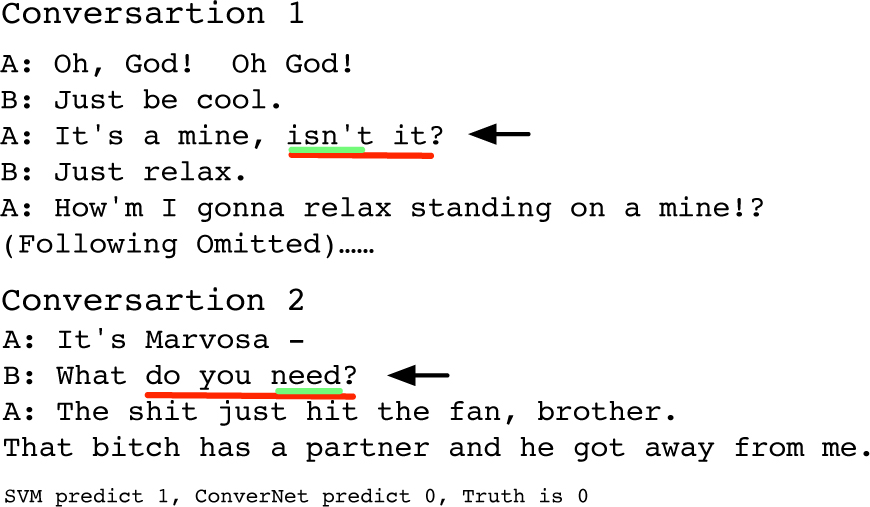 Conversartion 1
A: Oh, God!  Oh God!
B: Just be cool.
A: It's a mine, isn't it?
B: Just relax.
A: How'm I gonna relax standing on a mine!?
(Following Omitted)……
Conversartion 2
A: It's Marvosa –
B: What do you need?
A: The shit just hit the fan, brother.
That bitch has a partner and he got away from me.
SVM predict 1, ConverNet predict 0, Truth is 0